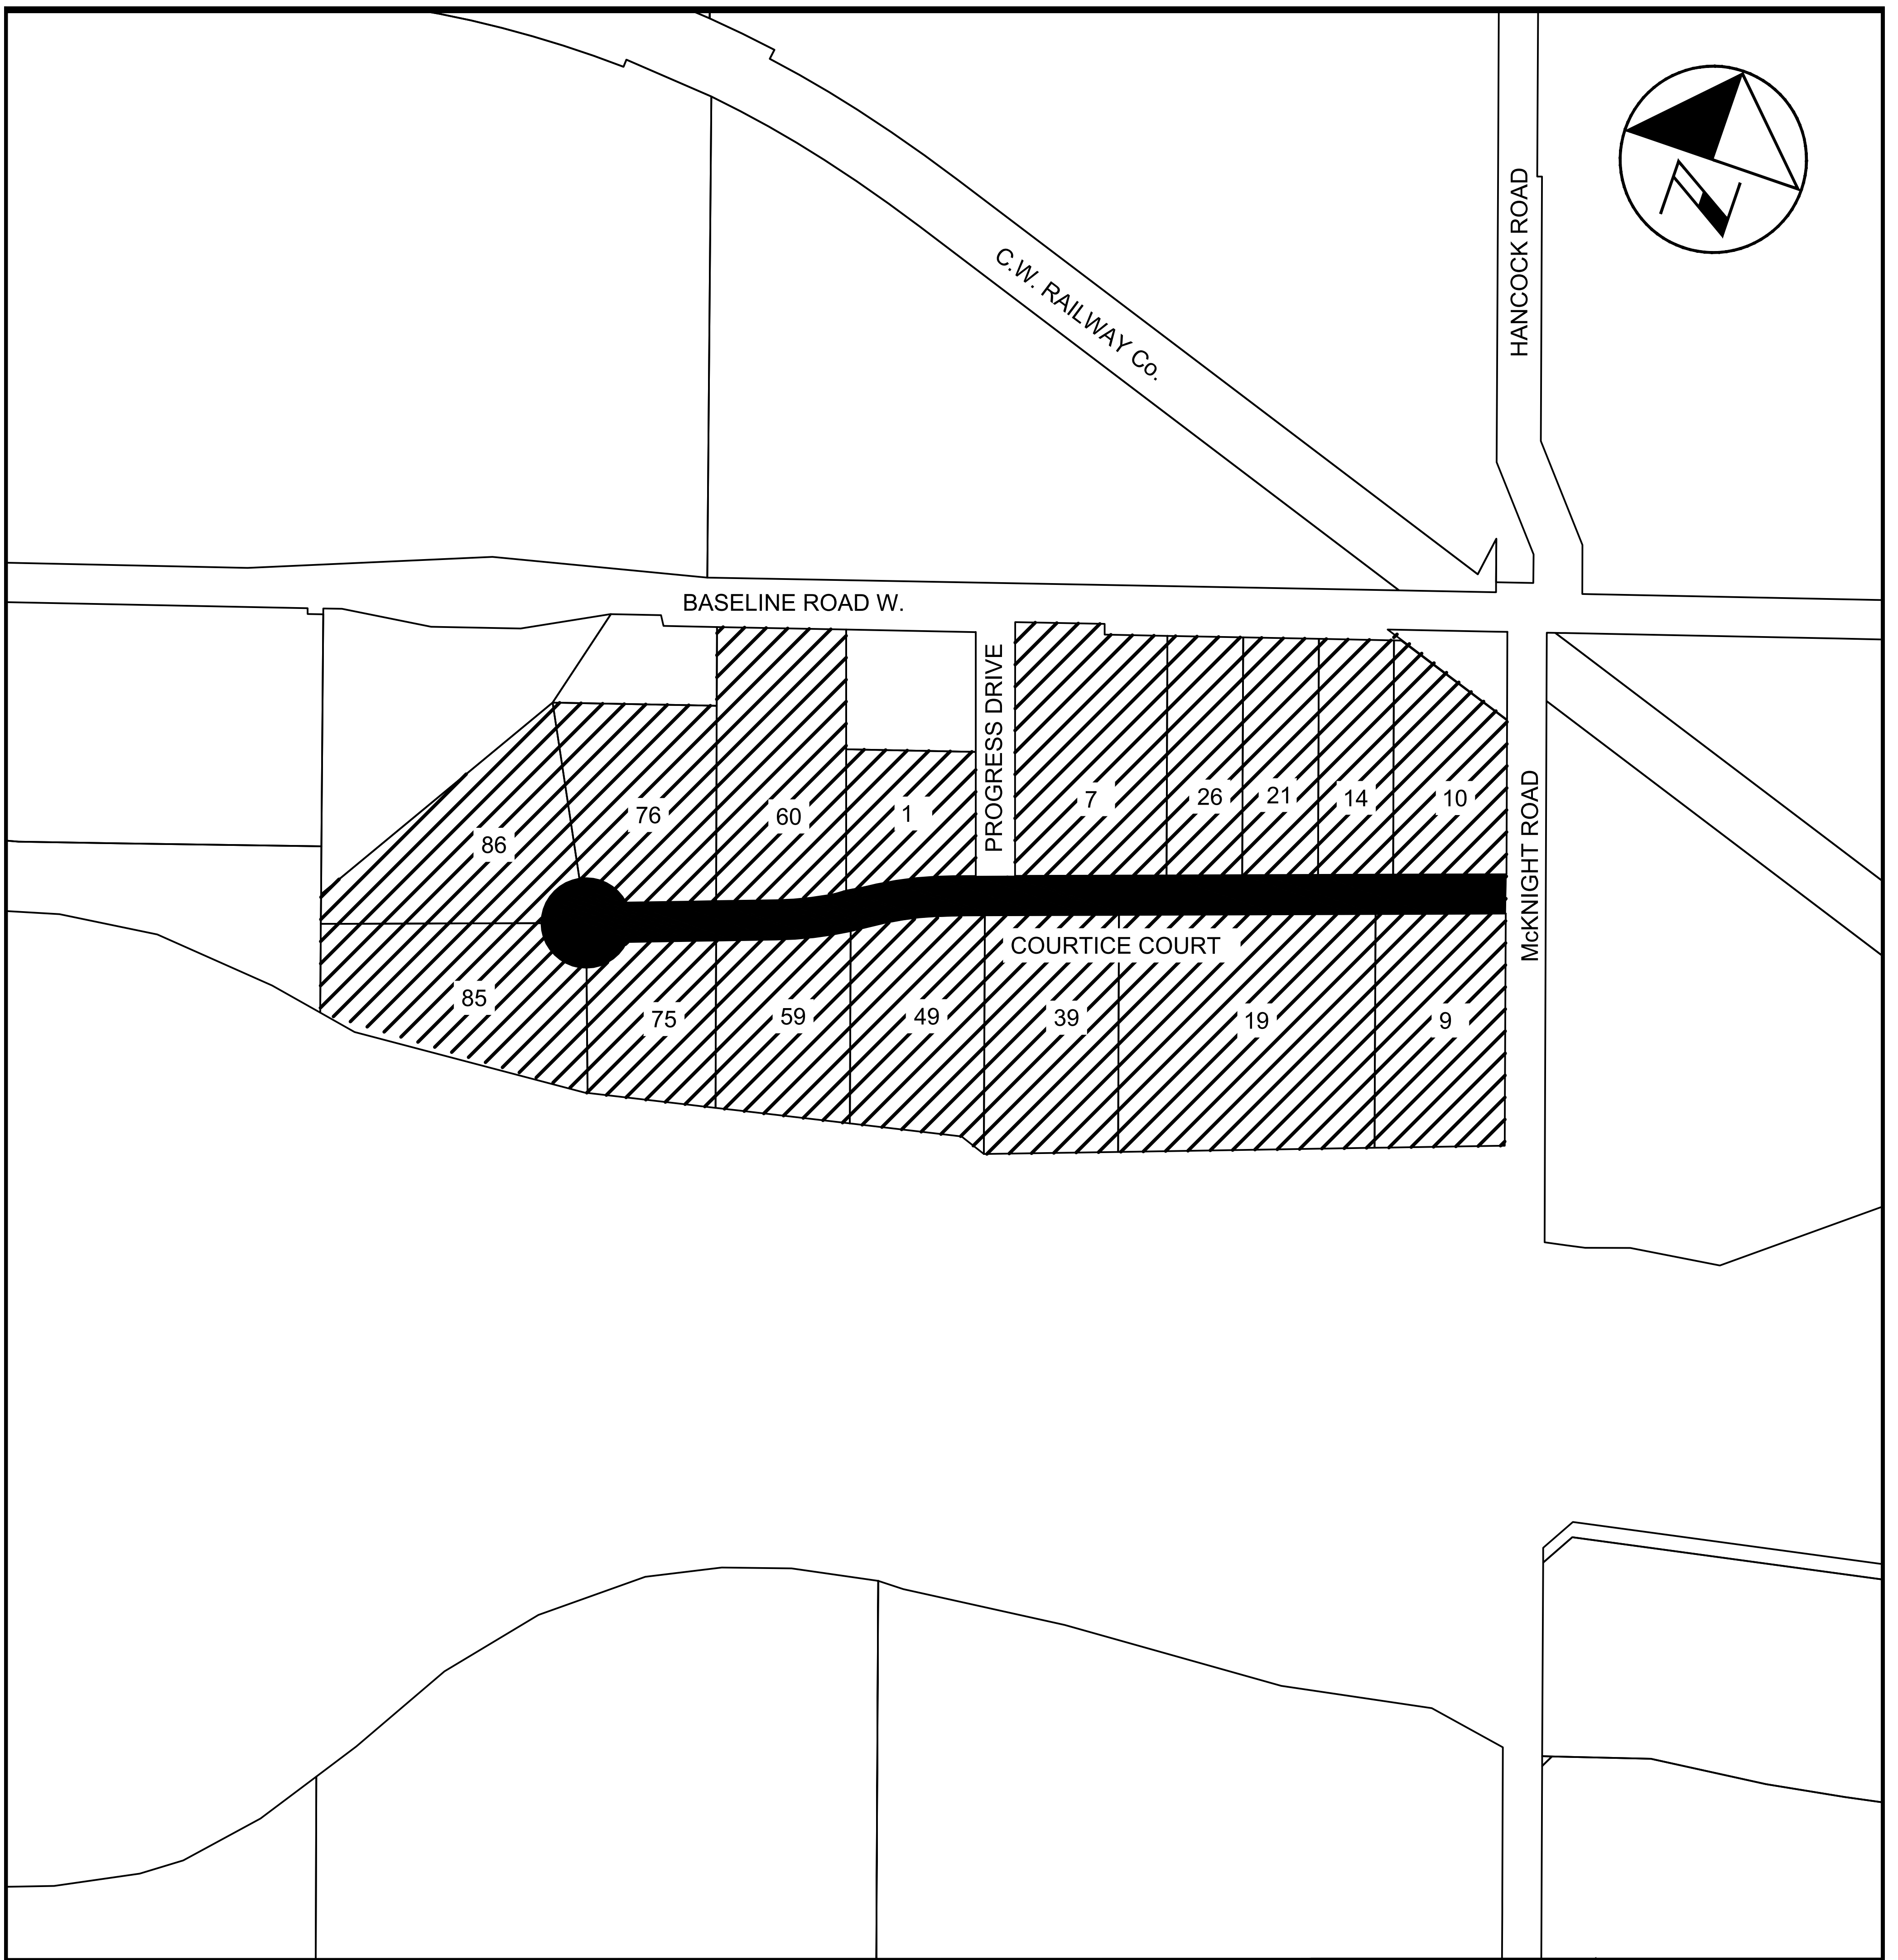 HANCOCK ROAD
N
C.W. RAILWAY Co.
BASELINE ROAD W.
PROGRESS DRIVE
McKNIGHT ROAD
76
60
1
7
26
21
14
10
86
COURTICE COURT
85
75
59
49
39
19
9